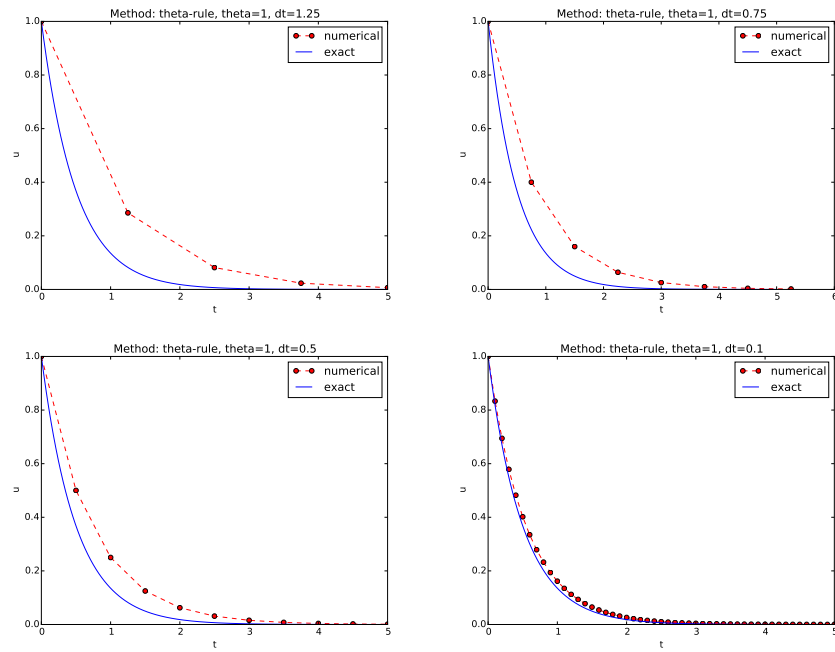 Method: theta-rule, theta=1, dt=1.25
numerical
exact
1.0
0.8
0.6
0.4
0.2
0.0
u
0 1 2 3 4 5
t
Method: theta-rule, theta=1, dt=0.75
numerical
exact
1.0
0.8
0.6
0.4
0.2
0.0
u
0 1 2 3 4 5 6
t
Method: theta-rule, theta=1, dt=0.5
numerical
exact
1.0
0.8
0.6
0.4
0.2
0.0
u
0 1 2 3 4 5
t
Method: theta-rule, theta=1, dt=0.1
numerical
exact
1.0
0.8
0.6
0.4
0.2
0.0
u
0 1 2 3 4 5
t